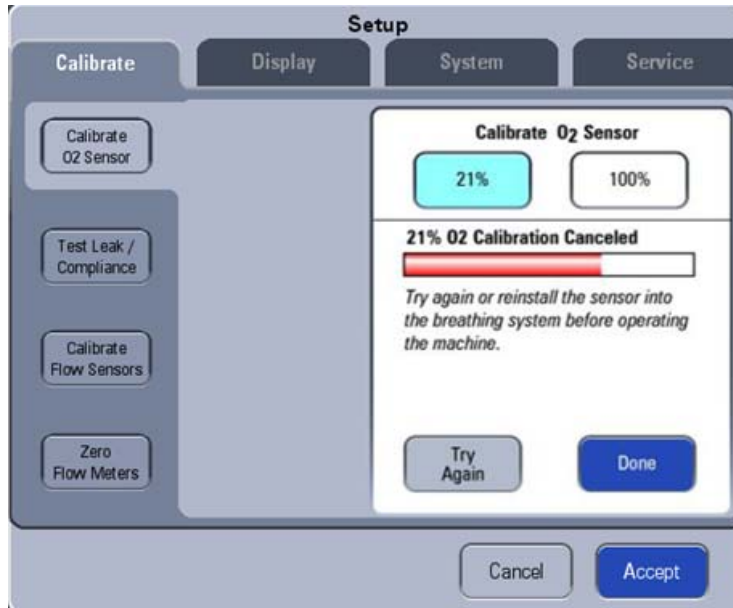 Setup
Calibrate
Display
System
Service
Calibrate
O2 Sensor
Test Leak /
Compliance
Calibrate
Flow Sensors
Zero
Flow Meters
Calibrate O2 Sensor
21%
100%
21% O2 Calibration Canceled
Try again or reinstall the sensor into
the breathing system before operating
the machine.
Try
Again
Done
Cancel
Accept